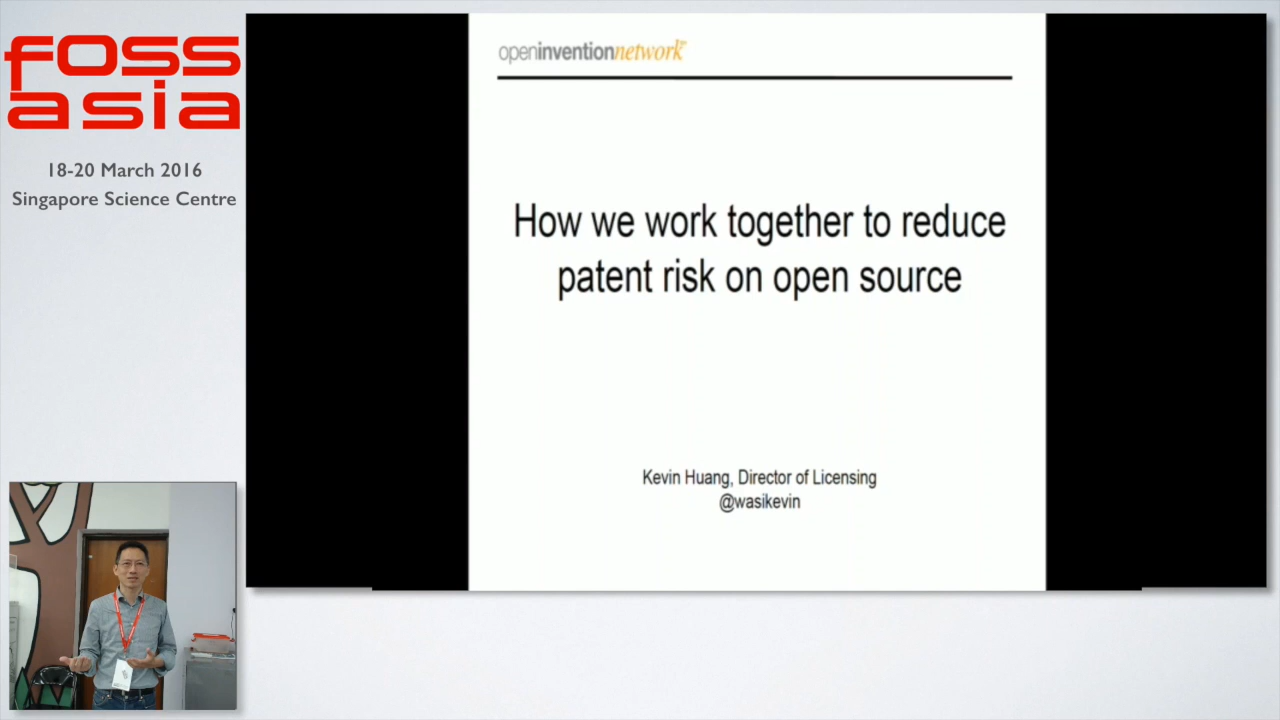 foss
asia
18-20 March 2016
Singapore Science Centre
openinventionnetwork
How we work together to reduce
patent risk on open source
Kevin Huang, Director of Licensing
@wasikevin